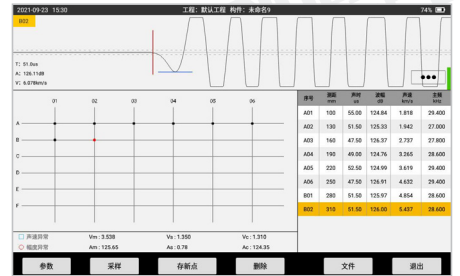 2021-09-23 15:30 工程: 默认工程 构件: 未命名9 74%
B02
T: 51.0us
A: 126.11dB
V: 6.078km/s
01 02 03 04 05 06
A
B
C
D
E
F
序号 测距 声时 波幅 声速 主频
mm us dB km/s kHz
A01 100 55.00 124.84 1.818 29.400
A02 130 51.50 125.33 1.942 27.000
A03 160 47.50 126.37 2.737 27.800
A04 190 49.00 124.76 3.265 28.600
A05 220 52.50 124.99 3.619 29.400
A06 250 47.50 126.91 4.632 29.400
B01 280 51.50 125.97 4.854 28.600
B02 310 51.50 126.00 5.437 28.600
声速异常 Vm: 3.538 Vs: 1.350 Vc: 1.310
幅度异常 Am: 125.65 As: 0.78 Ac: 124.35
参数 采样 存新点 删除 文件 退出